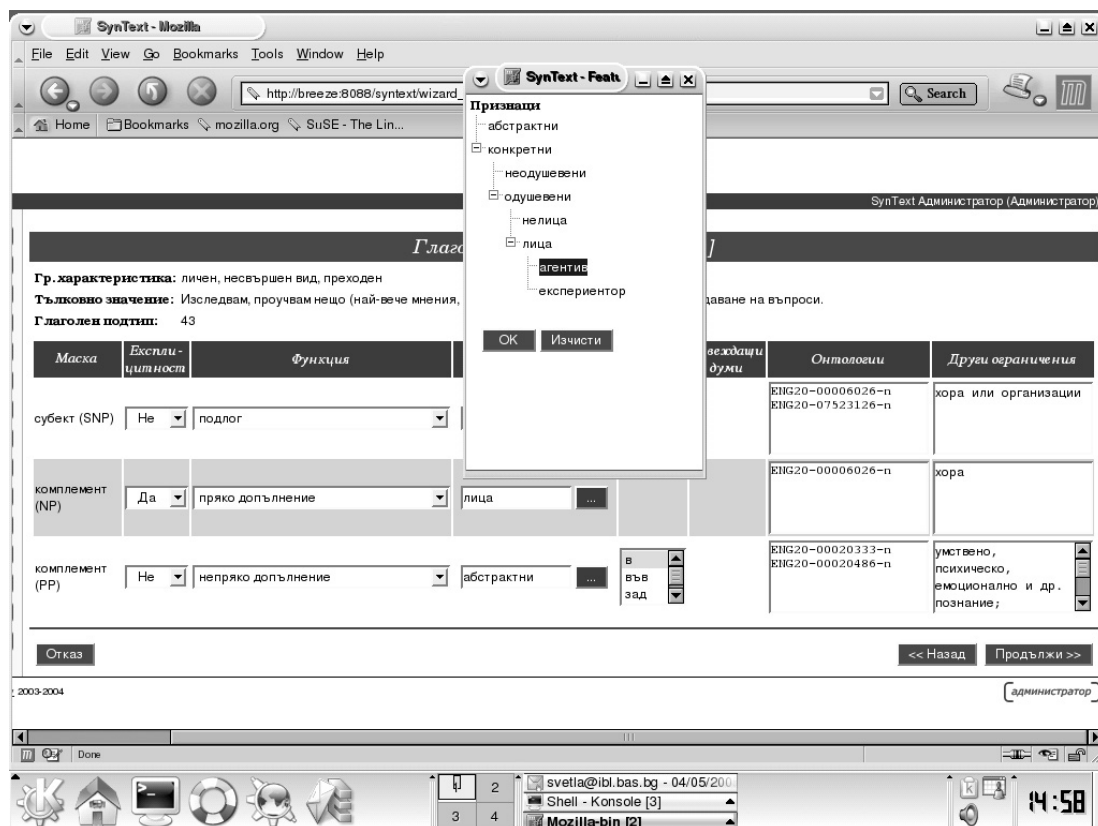 SynText - Mozilla
File Edit View Go Bookmarks Tools Window Help
SynText - Featu
http://breeze:8088/syntext/wizard_
Search
Home Bookmarks mozilla.org SuSE - The Lin...
Признаци
абстрактни
конкретни
неодушевени
одушевени
нелица
лица
агентив
експериентор
OK Изчисти
SynText Администратор (Администратор)
Глаго ]
Гр.характеристика: личен, несвършен вид, преходен
Тълковно значение: Изследвам, проучвам нещо (най-вече мнения, даване на въпроси.
Глаголен подтип: 43
Маска Експли- Функция веждащи Онтологии Други ограничения
цитност думи
субект (SNP) Не подлог
ENG20-00006026-n
ENG20-07523126-n
хора или организации
комплемент
(NP)
Да пряко допълнение лица ...
ENG20-00006026-n
хора
комплемент
(PP)
Не непряко допълнение абстрактни ...
в
във
зад
ENG20-00020333-n
ENG20-00020486-n
умствено,
психическо,
емоционално и др.
познание;
Отказ << Назад Продължи >>
2003-2004
администратор
Done
2
3 4
svetla@ibl.bas.bg - 04/05/200
Shell - Konsole [3]
Mozilla-bin [2]
14:58